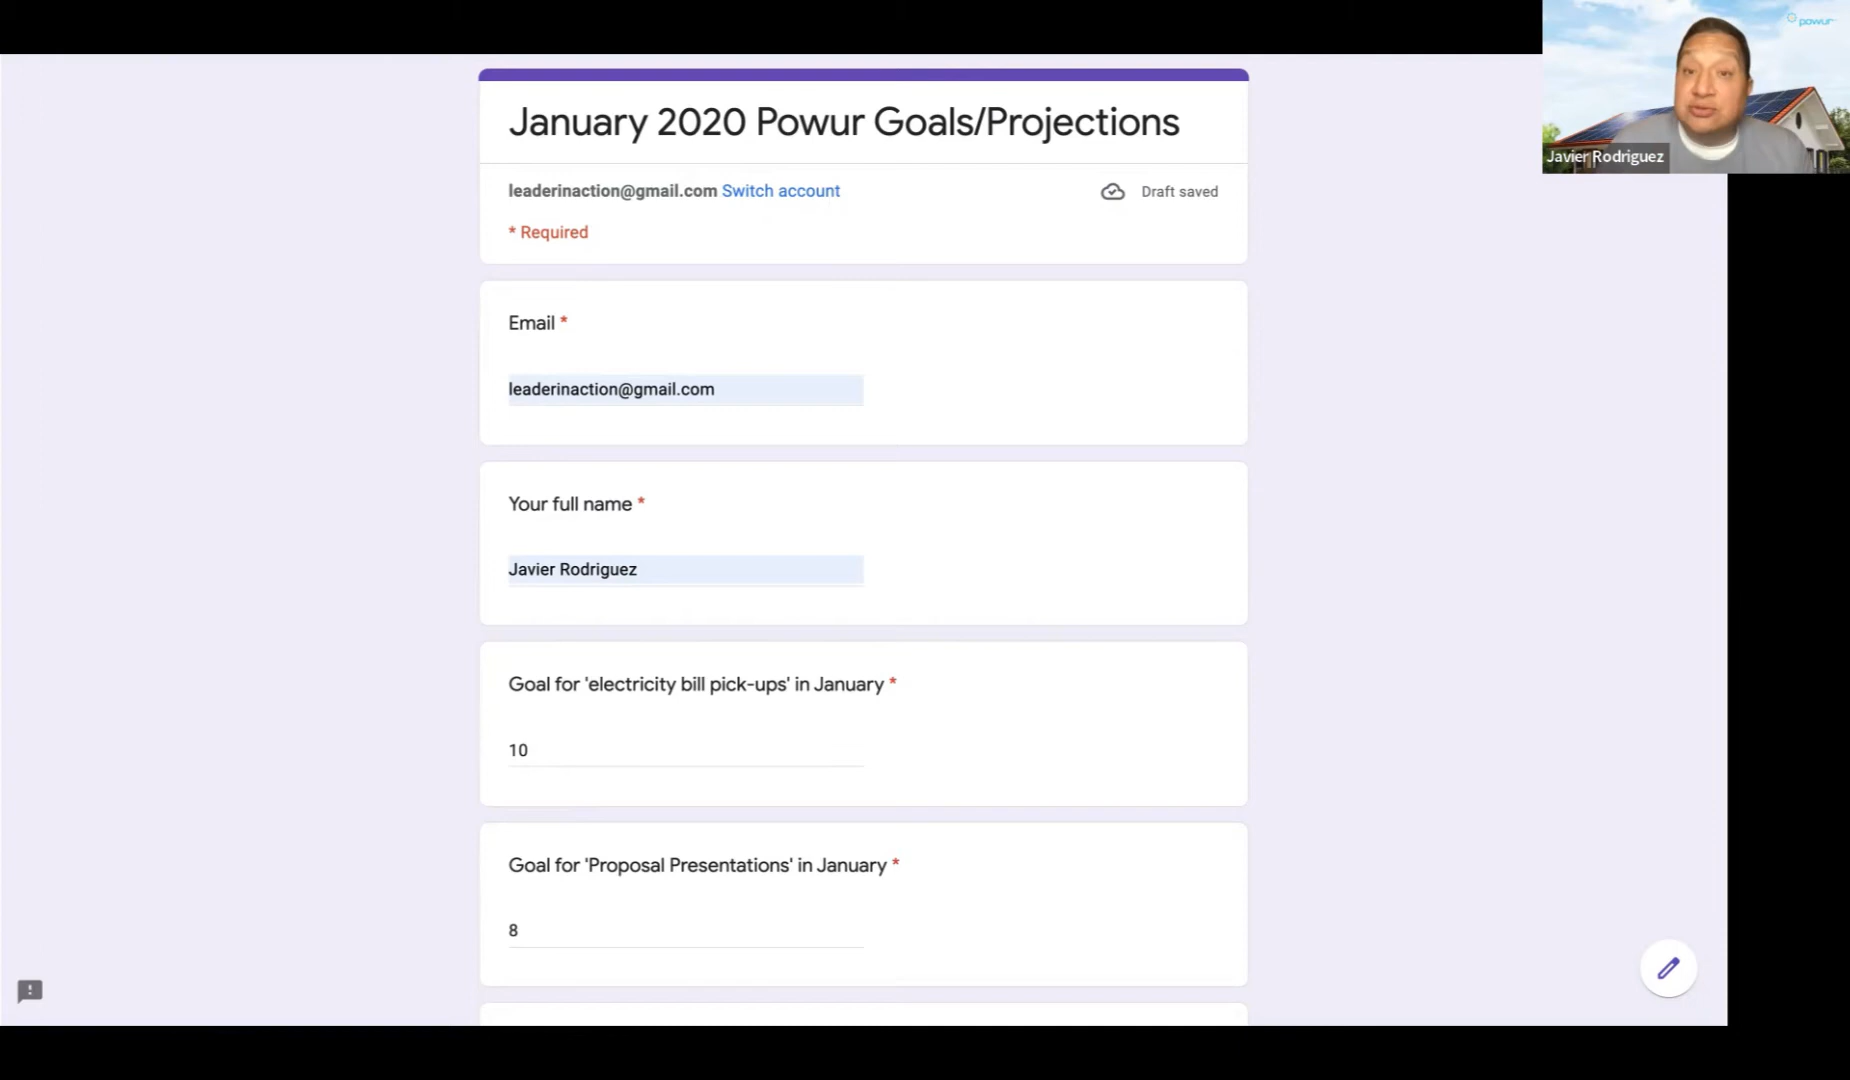 powur
Javier Rodriguez
January 2020 Powur Goals/Projections
leaderinaction@gmail.com Switch account
Draft saved
* Required
Email *
leaderinaction@gmail.com
Your full name *
Javier Rodriguez
Goal for 'electricity bill pick-ups' in January *
10
Goal for 'Proposal Presentations' in January *
8